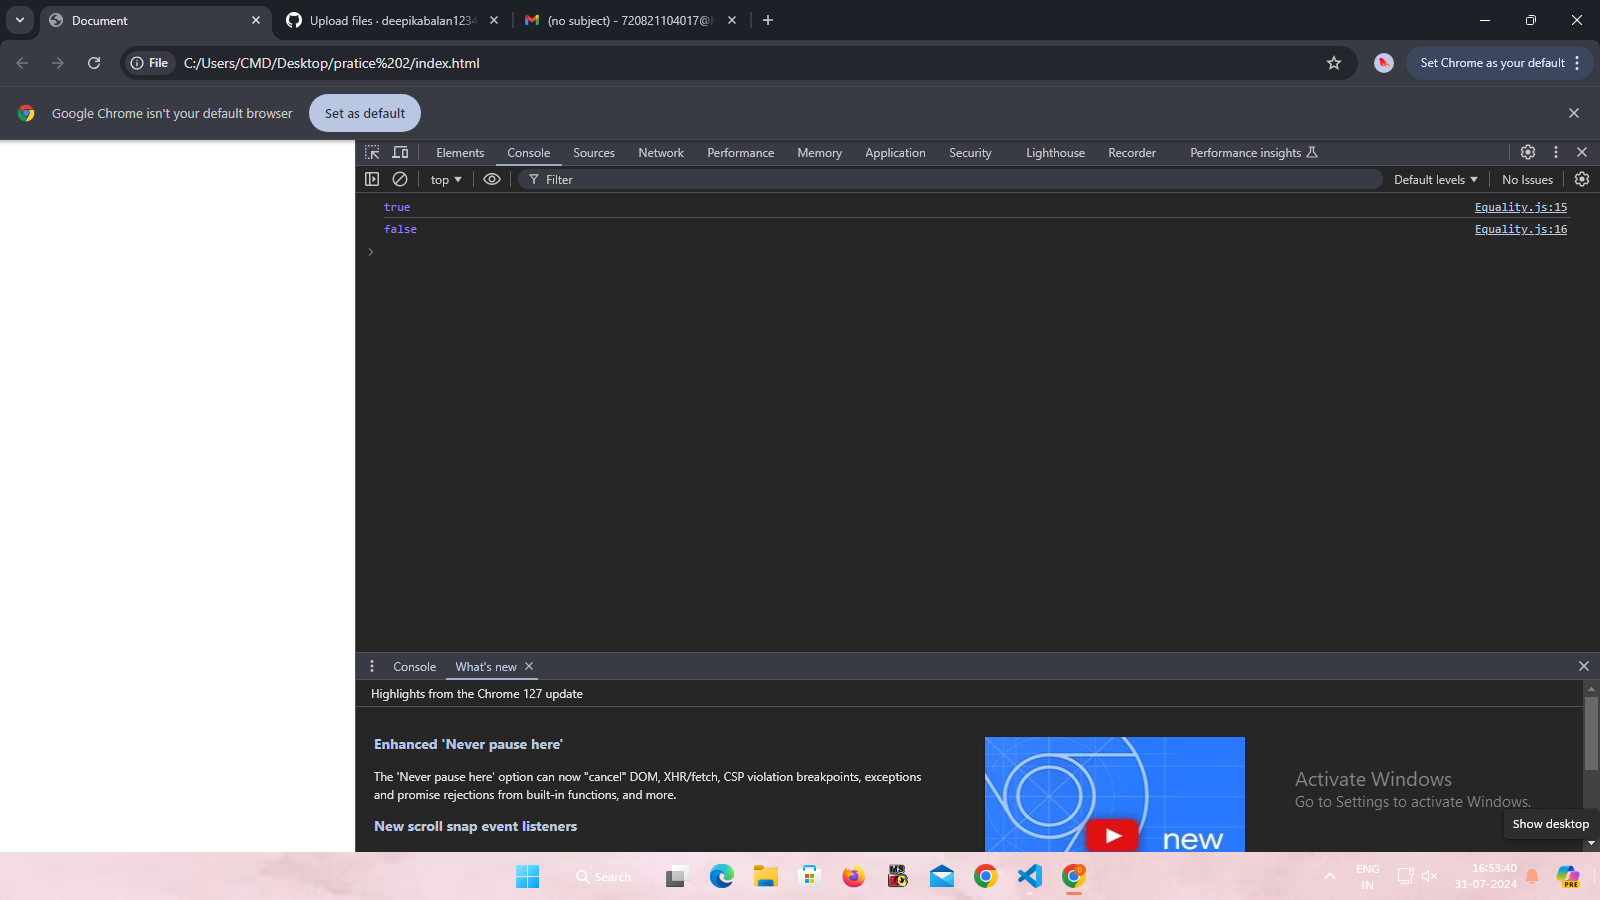 Document
Upload files · deepikabalan1234
(no subject) - 720821104017@
File
C:/Users/CMD/Desktop/pratice%202/index.html
Set Chrome as your default
Google Chrome isn't your default browser
Set as default
Elements Console Sources Network Performance Memory Application Security Lighthouse Recorder Performance insights
top
Filter
Default levels
No Issues
true Equality.js:15
false Equality.js:16
Console What's new
Highlights from the Chrome 127 update
Enhanced 'Never pause here'
The 'Never pause here' option can now "cancel" DOM, XHR/fetch, CSP violation breakpoints, exceptions
and promise rejections from built-in functions, and more.
New scroll snap event listeners
new
Activate Windows
Go to Settings to activate Windows.
Show desktop
Search
PRE
ENG
IN
16:53:40
31-07-2024